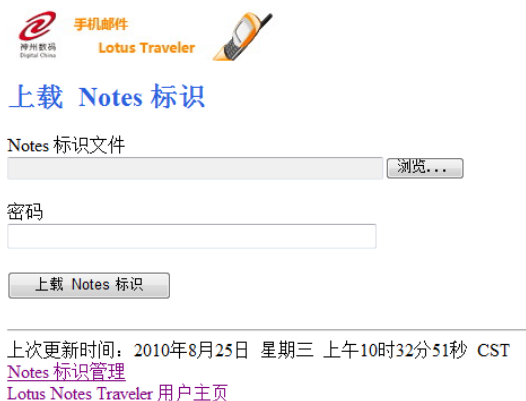 神州数码
Digital China
手机邮件
Lotus Traveler
上载 Notes 标识
Notes 标识文件
浏览...
密码
上载 Notes 标识
上次更新时间：2010年8月25日 星期三 上午10时32分51秒 CST
Notes 标识管理
Lotus Notes Traveler 用户主页